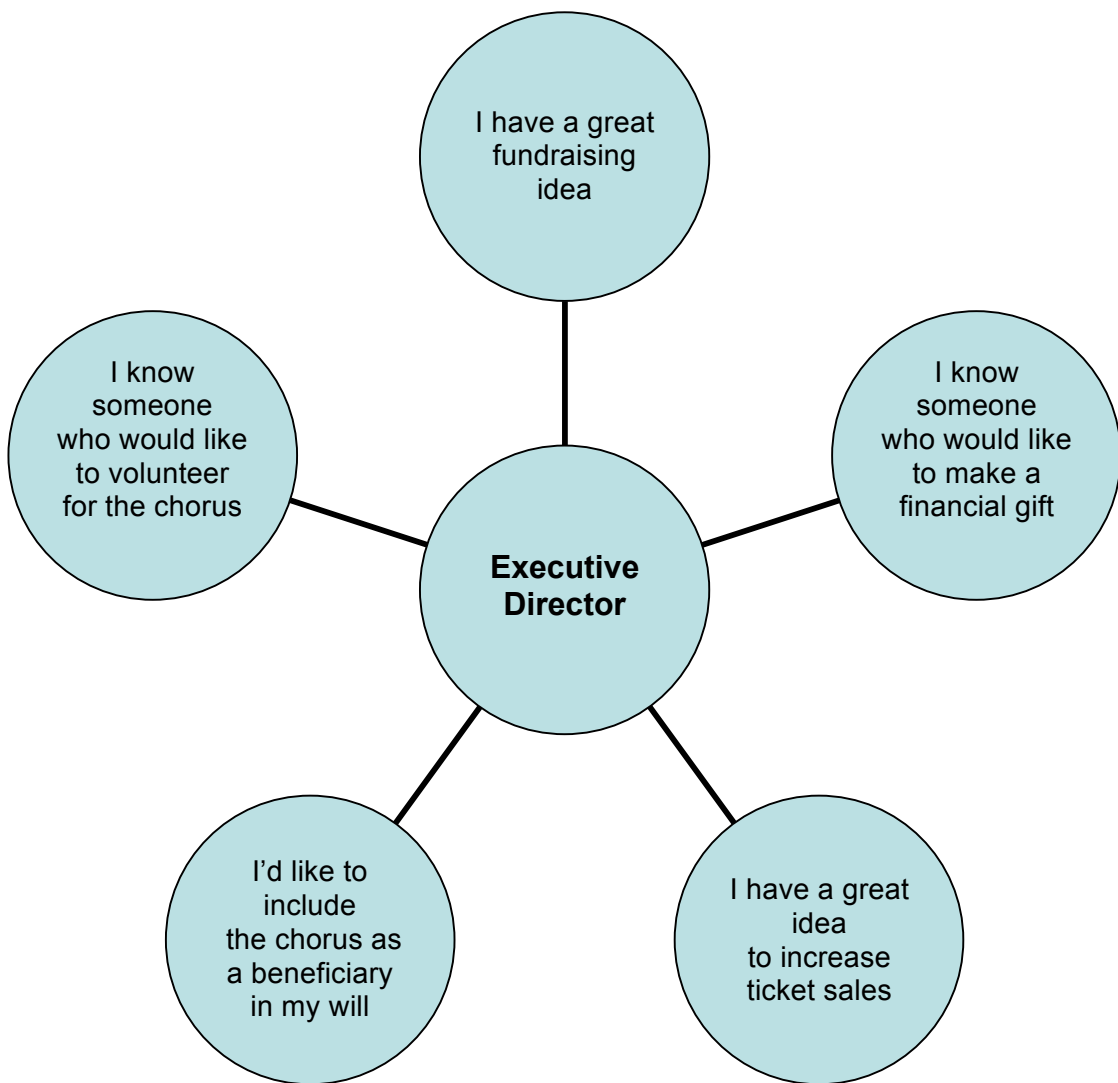 I have a great
fundraising
idea
I know
someone
who would like
to volunteer
for the chorus
I know
someone
who would like
to make a
financial gift
Executive
Director
I’d like to
include
the chorus as
a beneficiary
in my will
I have a great
idea
to increase
ticket sales